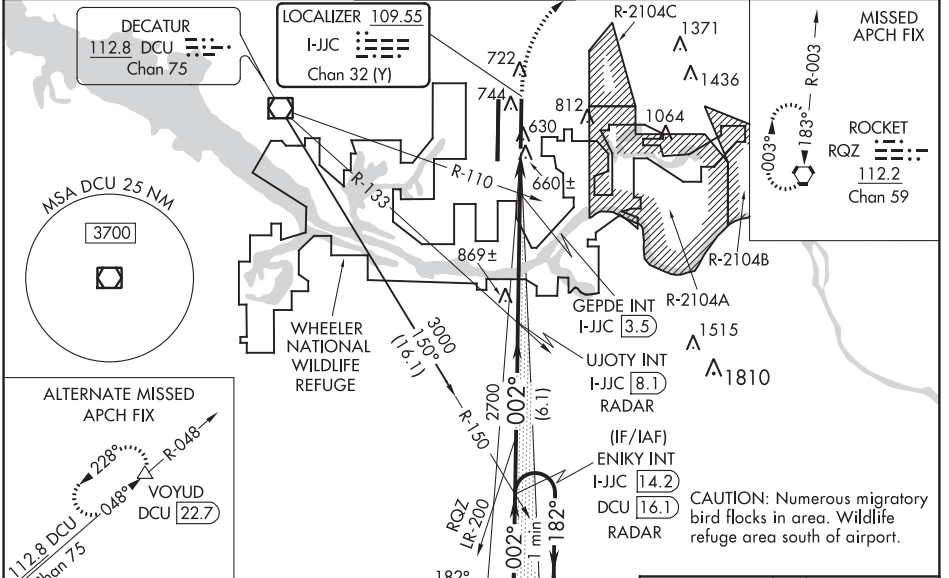 DECATUR
112.8 DCU
Chan 75
LOCALIZER 109.55
I-JJC
Chan 32 (Y)
R-2104C
1371
1436
722
744
812
1064
630
660 ±
R-110
R-133
MISSED
APCH FIX
R-003
183°
003°
ROCKET
RQZ
112.2
Chan 59
MSA DCU 25 NM
3700
869 ±
R-2104B
R-2104A
WHEELER
NATIONAL
WILDLIFE
REFUGE
3000
150°
(16.1)
GEPDE INT
I-JJC 3.5
1515
1810
UJOTY INT
I-JJC 8.1
RADAR
2700
002°
(6.1)
R-150
ALTERNATE MISSED
APCH FIX
R-048
228°
048°
VOYUD
DCU 22.7
112.8 DCU
Chan 75
(IF/IAF)
ENIKY INT
I-JJC 14.2
DCU 16.1
RADAR
RQZ
LR-200
002°
1 min
182°
182°
CAUTION: Numerous migratory
bird flocks in area. Wildlife
refuge area south of airport.